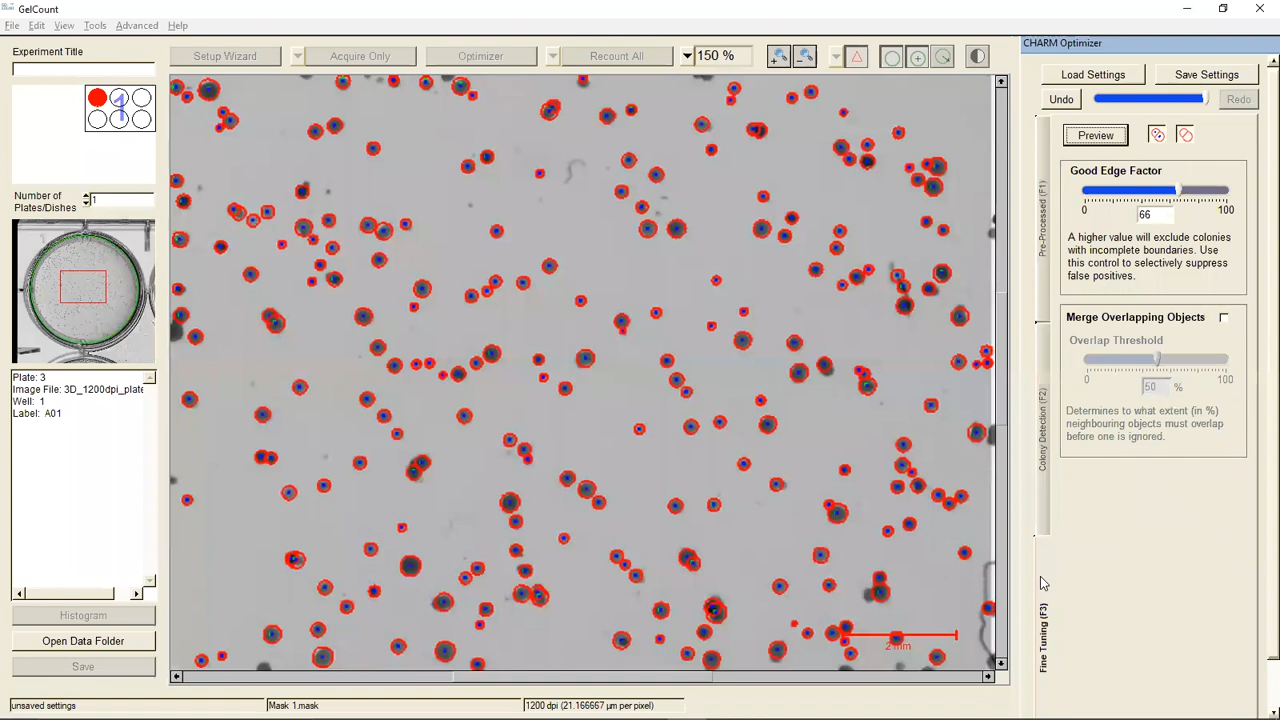 GelCount
File Edit View Tools Advanced Help
Experiment Title
1
Number of
Plates/Dishes
1
Plate: 3
Image File: 3D_1200dpi_plate
Well: 1
Label: A01
Histogram
Open Data Folder
Save
Setup Wizard
Acquire Only
Optimizer
Recount All
150 %
2 mm
unsaved settings
Mask 1.mask
1200 dpi (21.166667 µm per pixel)
CHARM Optimizer
Load Settings
Save Settings
Undo
Redo
Pre-Processed (F1)
Colony Detection (F2)
Fine Tuning (F3)
Preview
Good Edge Factor
0 100
66
A higher value will exclude colonies
with incomplete boundaries. Use
this control to selectively suppress
false positives.
Merge Overlapping Objects
Overlap Threshold
0 100
50 %
Determines to what extent (in %)
neighbouring objects must overlap
before one is ignored.